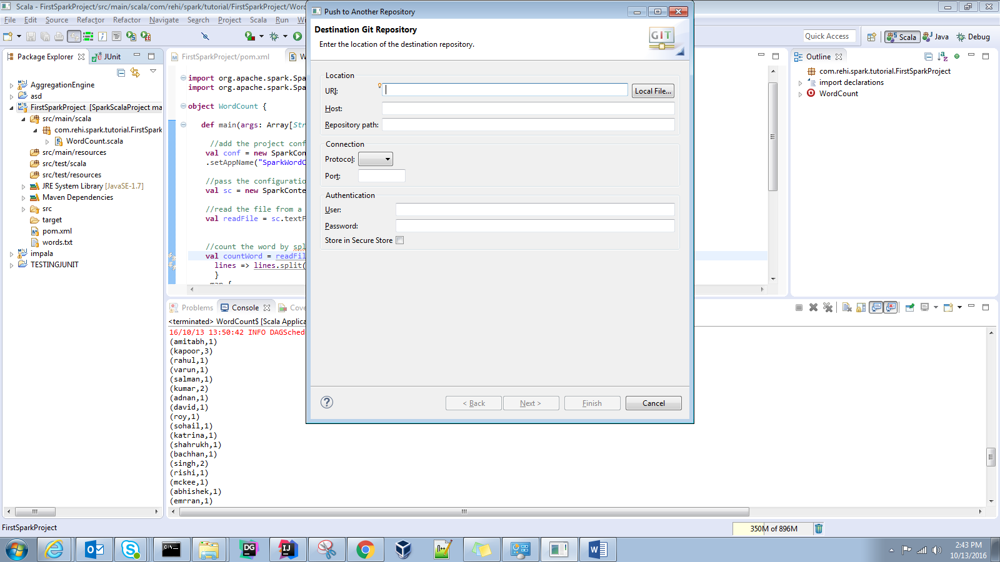 Scala - FirstSparkProject/src/main/scala/com/rehi/spark/tutorial/FirstSparkProject/Wor
File Edit Source Refactor Refactor Navigate Search Project Scala Run Wi
Quick Access
Scala
Java
Debug
Package Explorer
JUnit
AggregationEngine
asd
FirstSparkProject [SparkScalaProject ma
src/main/scala
com.rehi.spark.tutorial.FirstSpark
WordCount.scala
src/main/resources
src/test/scala
src/test/resources
JRE System Library [JavaSE-1.7]
Maven Dependencies
src
target
pom.xml
words.txt
impala
TESTINGJUNIT
FirstSparkProject/pom.xml
W
import org.apache.spark.Spa
import org.apache.spark.Spa
object WordCount {
def main(args: Array[Str
//add the project conf
val conf = new SparkCon
.setAppName("SparkWordC
//pass the configuratio
val sc = new SparkConte
//read the file from a
val readFile = sc.textF
//count the word by spl
val countWord = readFil
lines => lines.split(
}
map {
Push to Another Repository
Destination Git Repository
Enter the location of the destination repository.
GIT
Location
URI:
Local File...
Host:
Repository path:
Connection
Protocol:
Port:
Authentication
User:
Password:
Store in Secure Store
< Back
Next >
Finish
Cancel
Outline
com.rehi.spark.tutorial.FirstSparkProject
import declarations
WordCount
Problems
Console
Cove
<terminated> WordCount$ [Scala Applica
16/10/13 13:50:42 INFO DAGSched
(amitabh,1)
(kapoor,3)
(rahul,1)
(varun,1)
(salman,1)
(kumar,2)
(adnan,1)
(david,1)
(roy,1)
(sohail,1)
(katrina,1)
(shahrukh,1)
(bachhan,1)
(singh,2)
(rishi,1)
(mckee,1)
(abhishek,1)
(emrran,1)
FirstSparkProject
350M of 896M
2:43 PM
10/13/2016